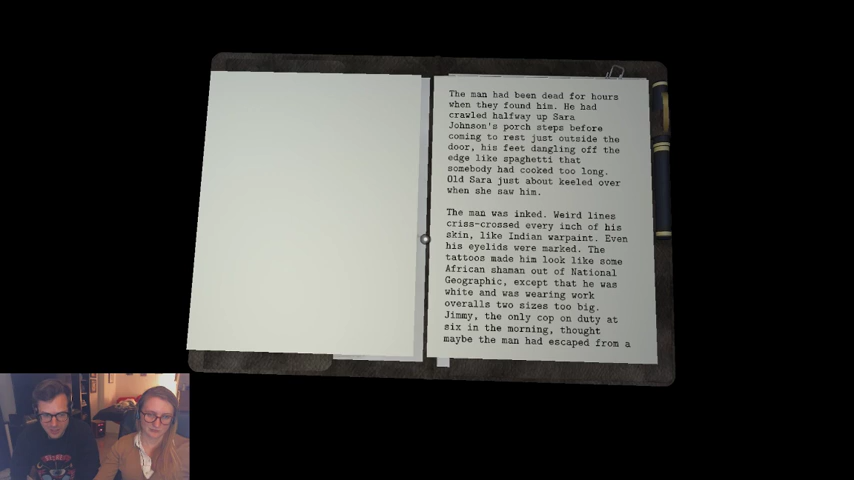 The man had been dead for hours
when they found him. He had
crawled halfway up Sara
Johnson's porch steps before
coming to rest just outside the
door, his feet dangling off the
edge like spaghetti that
somebody had cooked too long.
Old Sara just about keeled over
when she saw him.
The man was inked. Weird lines
criss-crossed every inch of his
skin, like Indian warpaint. Even
his eyelids were marked. The
tattoos made him look like some
African shaman out of National
Geographic, except that he was
white and was wearing work
overalls two sizes too big.
Jimmy, the only cop on duty at
six in the morning, thought
maybe the man had escaped from a